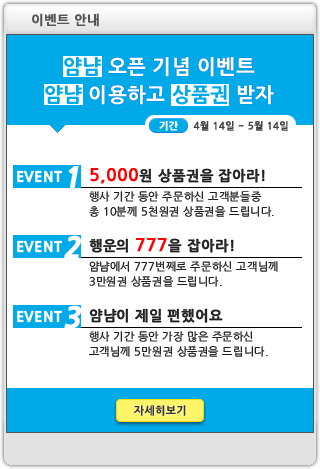 이벤트 안내
얌냠 오픈 기념 이벤트
얌냠 이용하고 상품권 받자
기간 4월 14일 ~ 5월 14일
EVENT 1 5,000원 상품권을 잡아라!
행사 기간 동안 주문하신 고객분들중
총 10분께 5천원권 상품권을 드립니다.
EVENT 2 행운의 777을 잡아라!
얌냠에서 777번째로 주문하신 고객님께
3만원권 상품권을 드립니다.
EVENT 3 얌냠이 제일 편했어요
행사 기간 동안 가장 많은 주문하신
고객님께 5만원권 상품권을 드립니다.
자세히보기